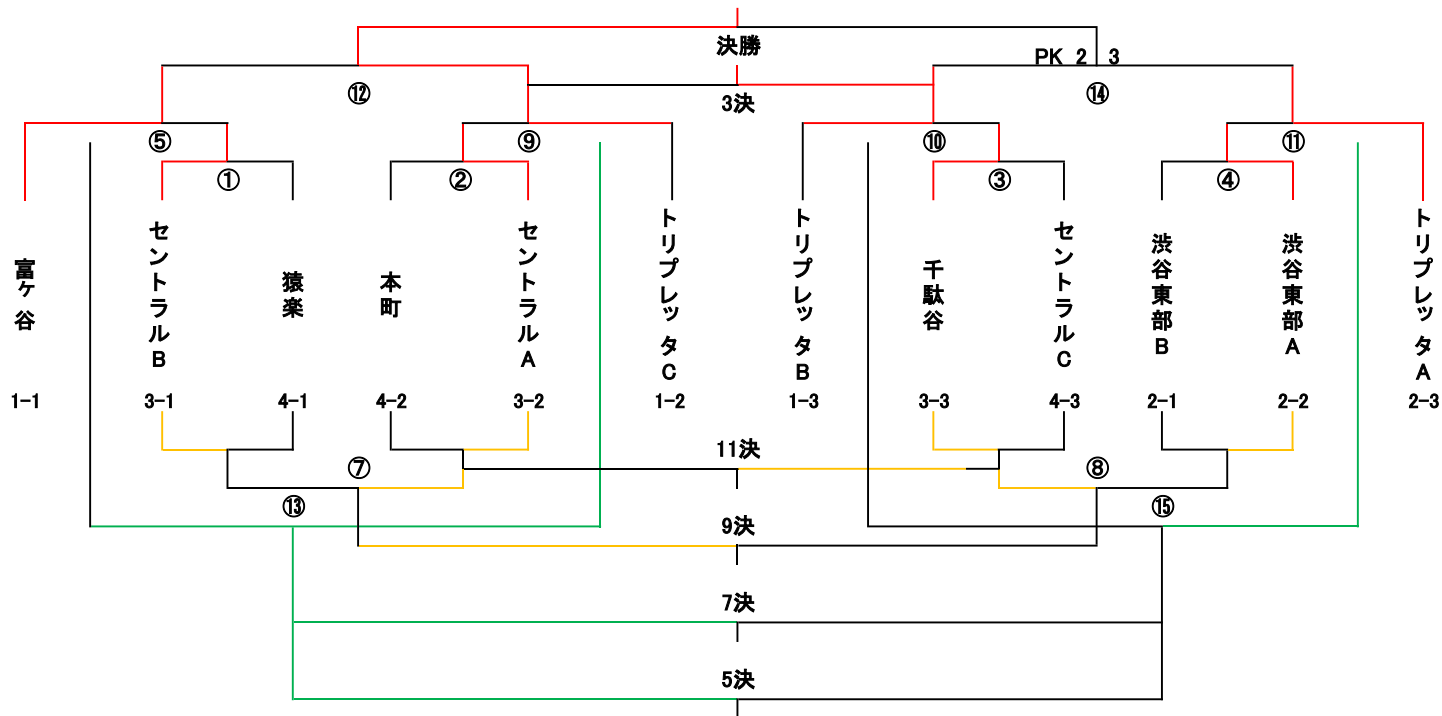 決勝
PK 2 3
⑫
3決
⑭
⑤
⑨
⑩
⑪
①
②
③
④
富ヶ谷
セントラルB
猿楽
本町
セントラルA
トリプレッタC
トリプレッタB
千駄谷
セントラルC
渋谷東部B
渋谷東部A
トリプレッタA
1-1
3-1
4-1
4-2
3-2
1-2
1-3
3-3
4-3
2-1
2-2
2-3
11決
⑦
⑧
⑬
⑮
9決
7決
5決